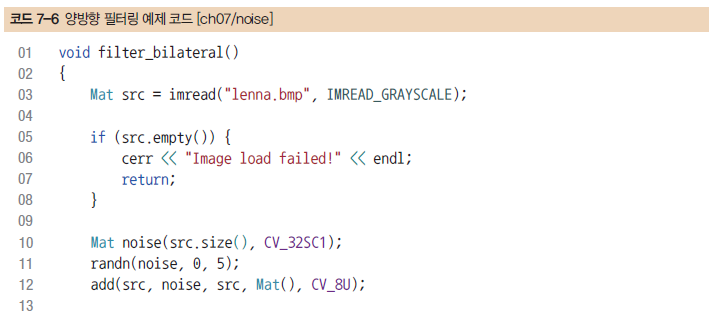 코드 7-6 양방향 필터링 예제 코드 [ch07/noise]
01 void filter_bilateral()
02 {
03 Mat src = imread("lenna.bmp", IMREAD_GRAYSCALE);
04
05 if (src.empty()) {
06 cerr << "Image load failed!" << endl;
07 return;
08 }
09
10 Mat noise(src.size(), CV_32SC1);
11 randn(noise, 0, 5);
12 add(src, noise, src, Mat(), CV_8U);
13